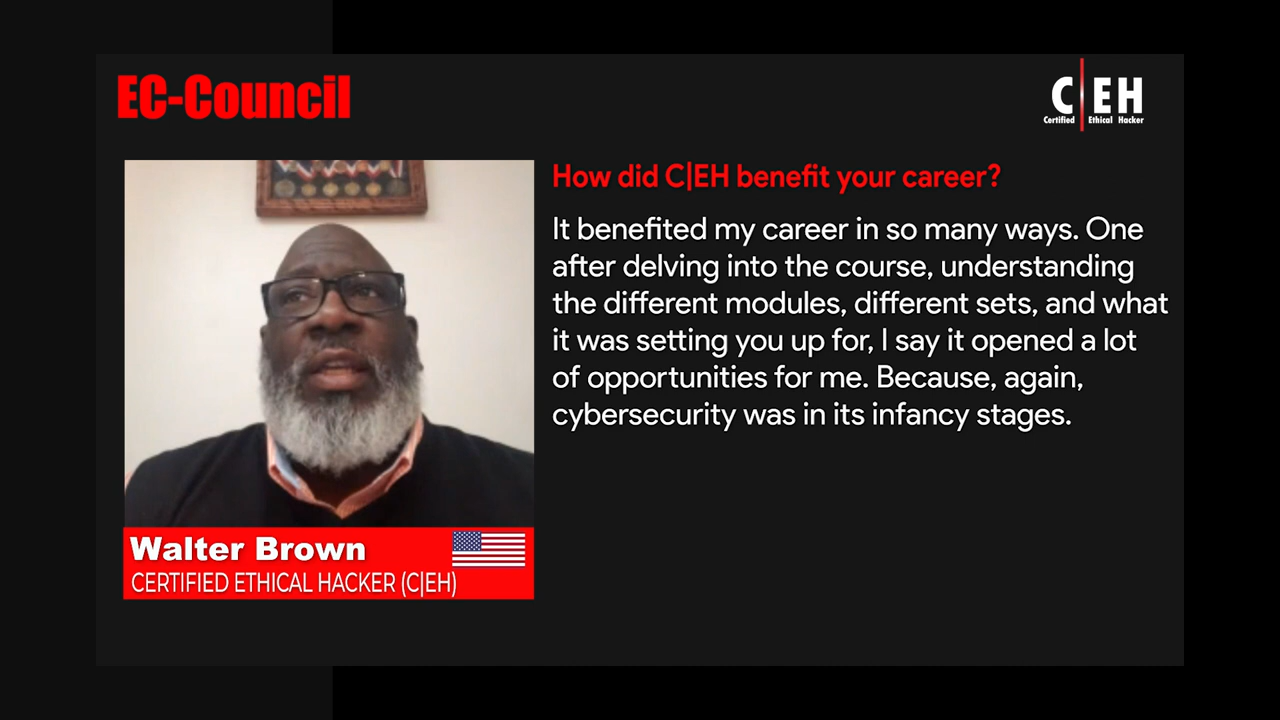 EC-Council
C|EH
Certified Ethical Hacker
How did C|EH benefit your career?
It benefited my career in so many ways. One
after delving into the course, understanding
the different modules, different sets, and what
it was setting you up for, I say it opened a lot
of opportunities for me. Because, again,
cybersecurity was in its infancy stages.
Walter Brown
CERTIFIED ETHICAL HACKER (C|EH)